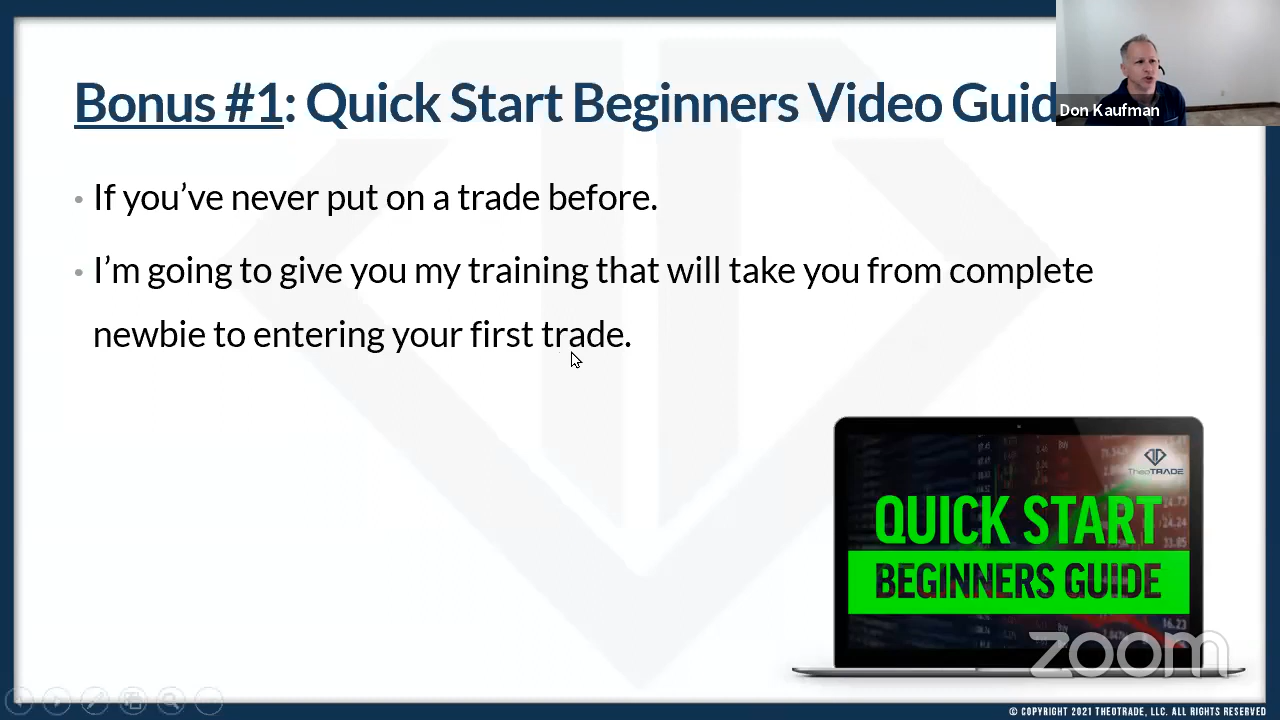 Bonus #1: Quick Start Beginners Video Guid
Don Kaufman
• If you've never put on a trade before.
• I'm going to give you my training that will take you from complete
newbie to entering your first trade.
TheoTRADE
QUICK START
BEGINNERS GUIDE
zoom
© COPYRIGHT 2021 THEOTRADE, LLC. ALL RIGHTS RESERVED